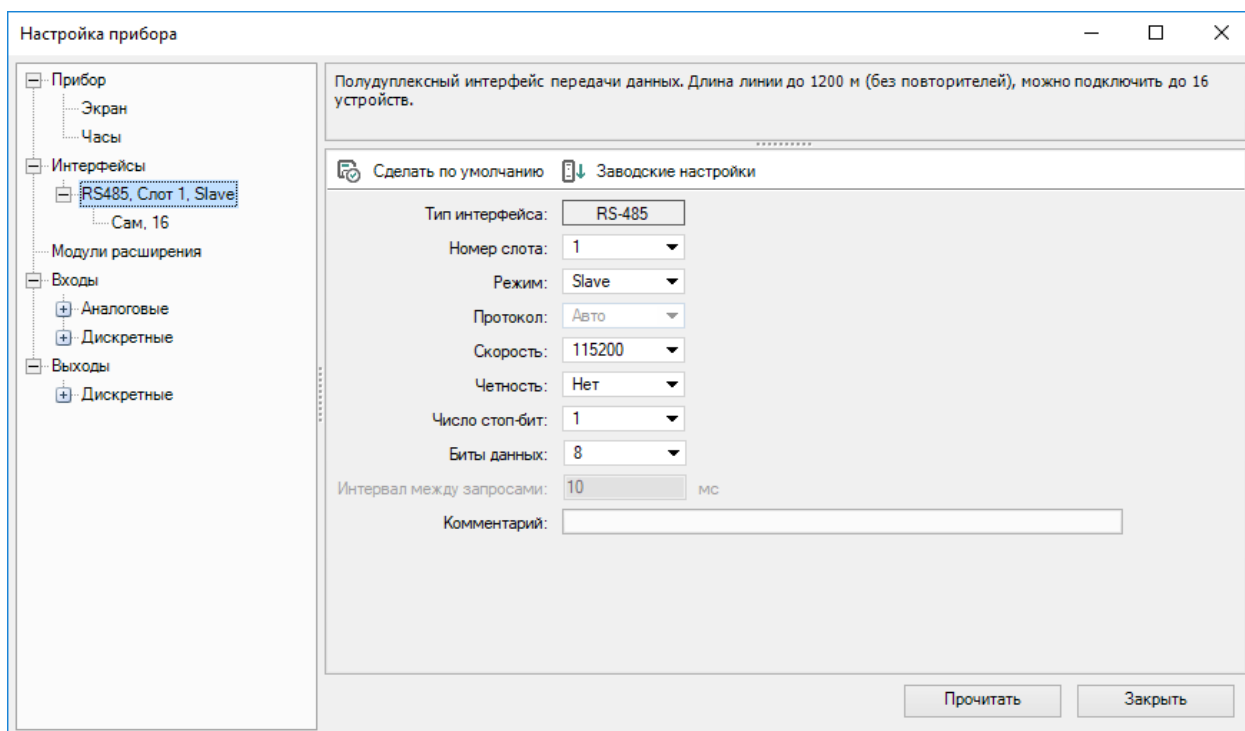 Настройка прибора
Прибор
Экран
Часы
Интерфейсы
RS485, Слот 1, Slave
Сам, 16
Модули расширения
Входы
Аналоговые
Дискретные
Выходы
Дискретные
Полудуплексный интерфейс передачи данных. Длина линии до 1200 м (без повторителей), можно подключить до 16
устройств.
Сделать по умолчанию Заводские настройки
Тип интерфейса: RS-485
Номер слота: 1
Режим: Slave
Протокол: Авто
Скорость: 115200
Четность: Нет
Число стоп-бит: 1
Биты данных: 8
Интервал между запросами: 10 мс
Комментарий:
Прочитать Закрыть